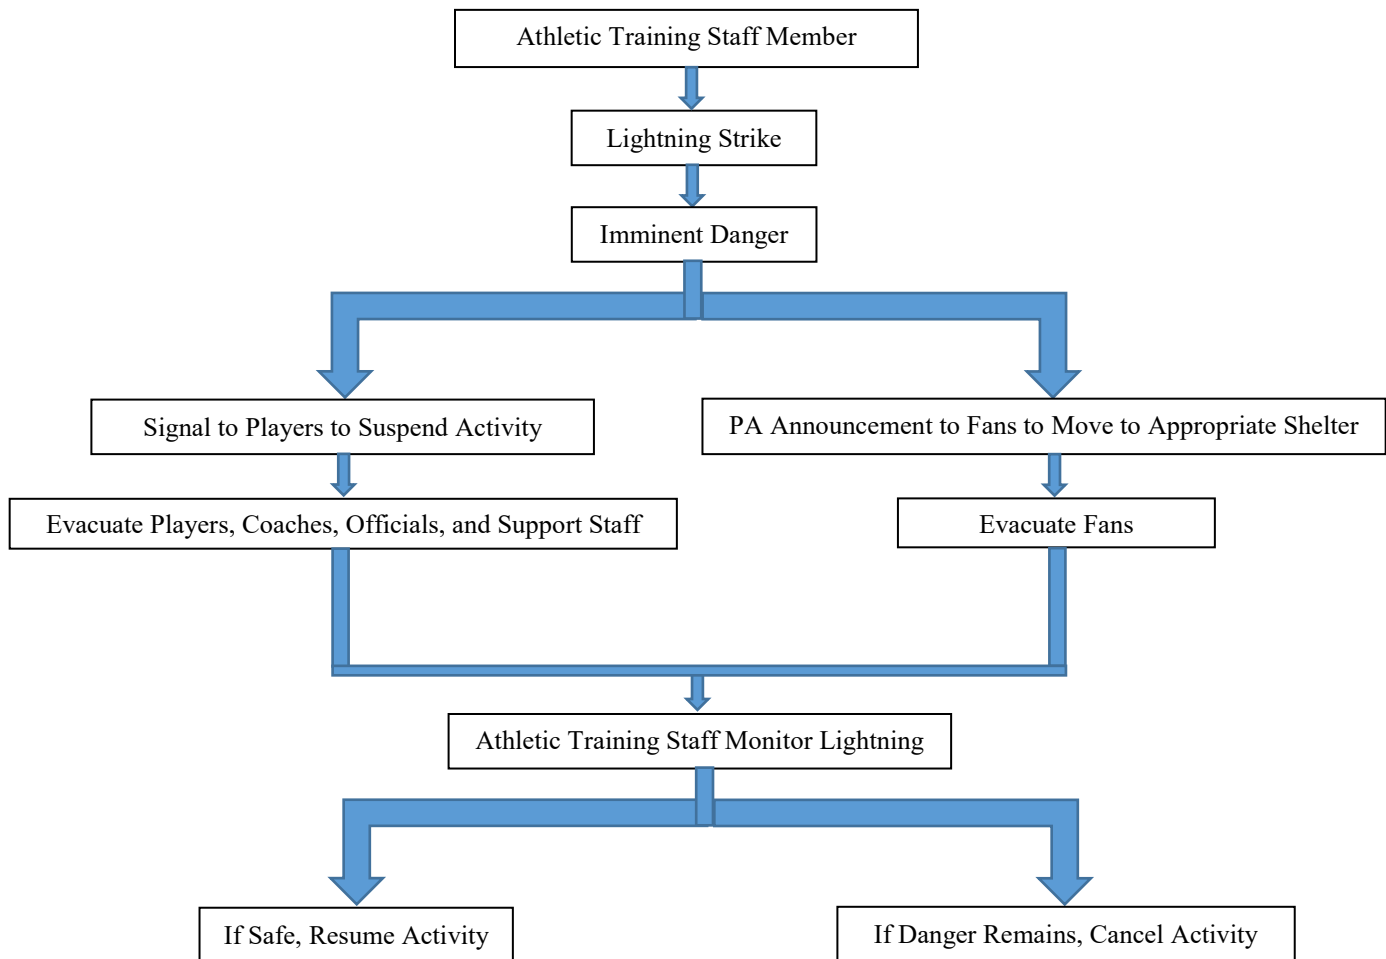 Athletic Training Staff Member
Lightning Strike
Imminent Danger
Signal to Players to Suspend Activity
PA Announcement to Fans to Move to Appropriate Shelter
Evacuate Players, Coaches, Officials, and Support Staff
Evacuate Fans
Athletic Training Staff Monitor Lightning
If Safe, Resume Activity
If Danger Remains, Cancel Activity